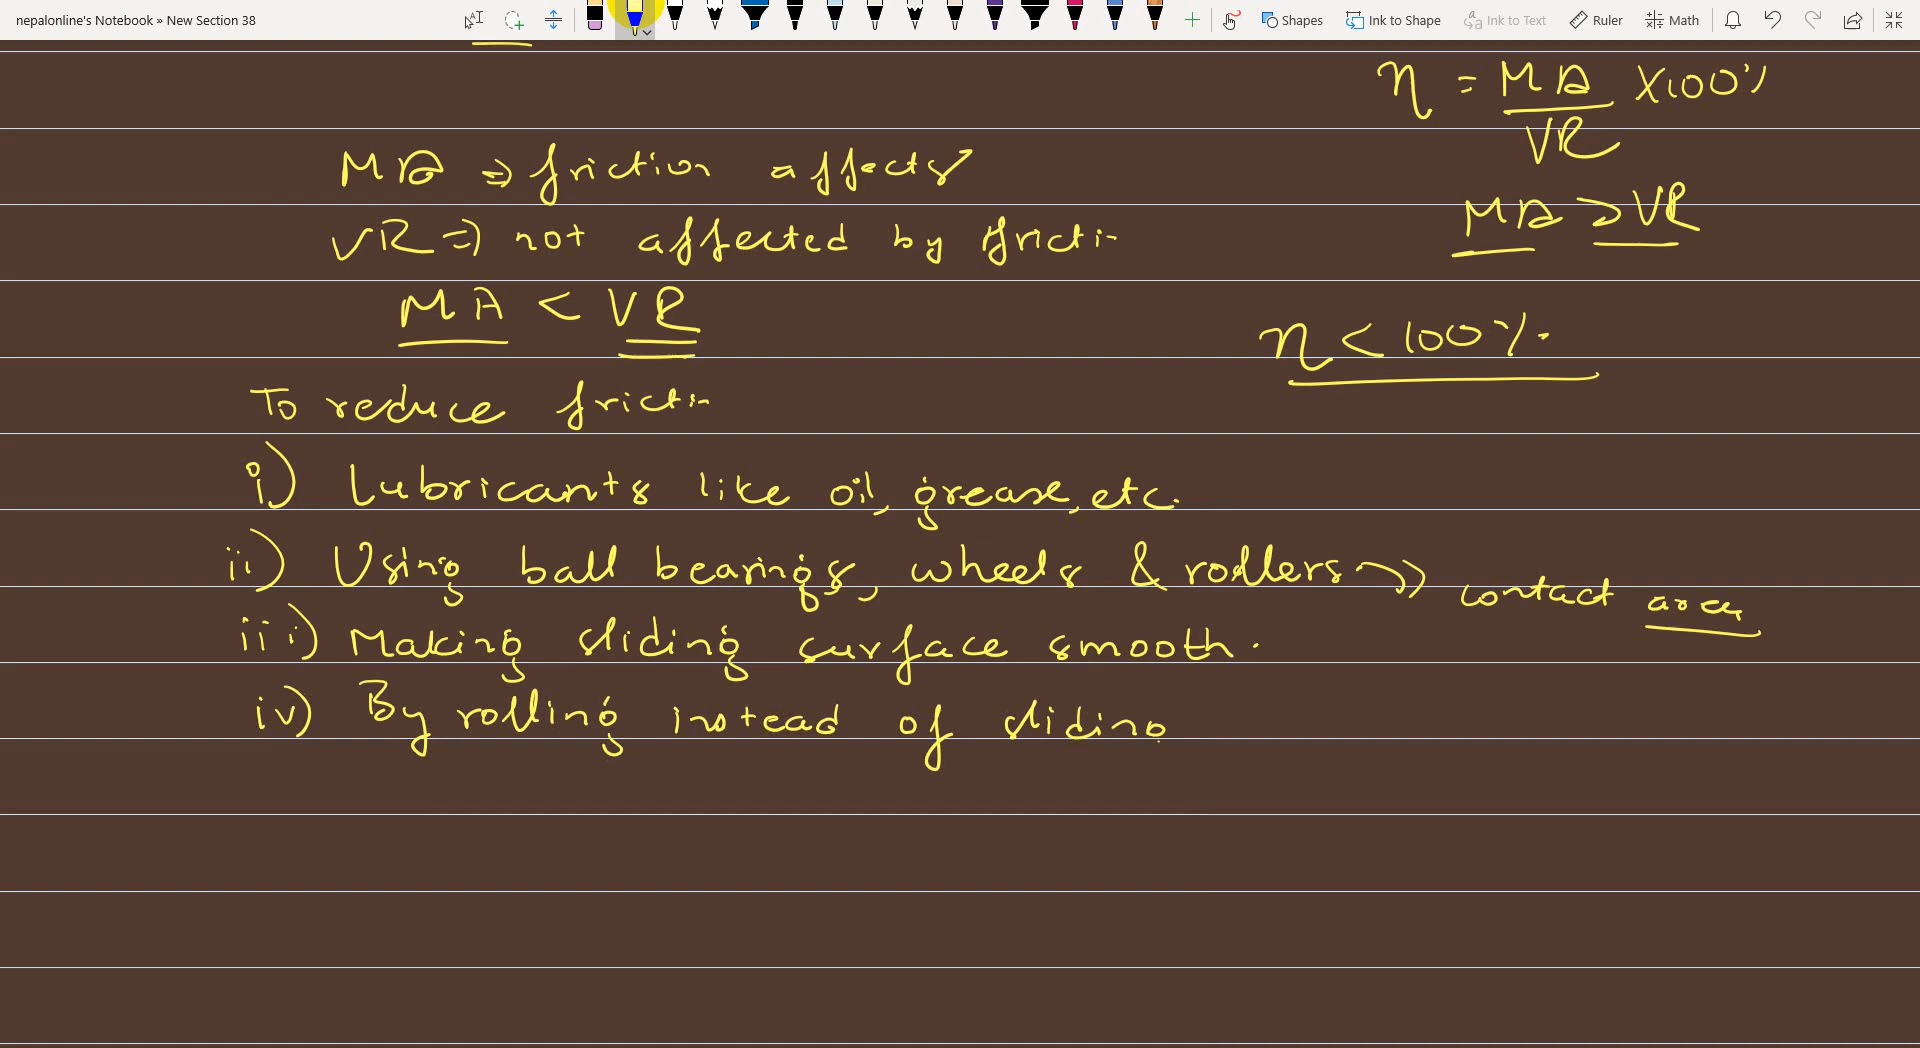 nepalonline's Notebook » New Section 38
Shapes Ink to Shape Ink to Text Ruler Math
η = MA/VR ×100%
MA ⇒ friction affects
VR ⇒ not affected by fricti-
MA > VR
MA < VR
η < 100%.
To reduce fricti-
i) Lubricants like oil, grease, etc.
ii) Using ball bearings, wheels & rollers → contact area
iii) Making sliding surface smooth.
iv) By rolling instead of sliding